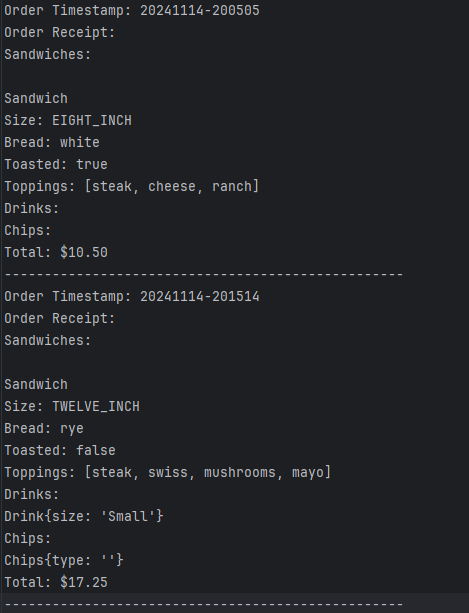 Order Timestamp: 20241114-200505
Order Receipt:
Sandwiches:

Sandwich
Size: EIGHT_INCH
Bread: white
Toasted: true
Toppings: [steak, cheese, ranch]
Drinks:
Chips:
Total: $10.50
--------------------------------------------------
Order Timestamp: 20241114-201514
Order Receipt:
Sandwiches:

Sandwich
Size: TWELVE_INCH
Bread: rye
Toasted: false
Toppings: [steak, swiss, mushrooms, mayo]
Drinks:
Drink{size: 'Small'}
Chips:
Chips{type: ''}
Total: $17.25
--------------------------------------------------